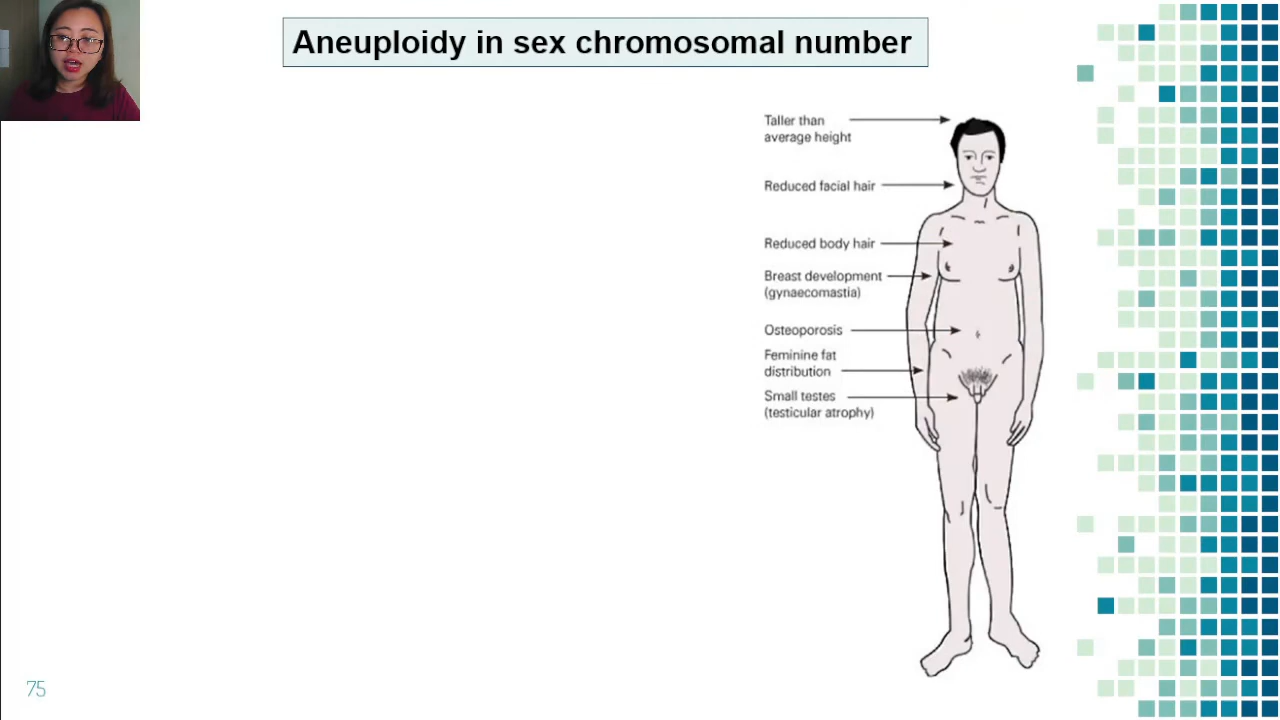 Aneuploidy in sex chromosomal number
Taller than
average height
Reduced facial hair
Reduced body hair
Breast development
(gynaecomastia)
Osteoporosis
Feminine fat
distribution
Small testes
(testicular atrophy)
75